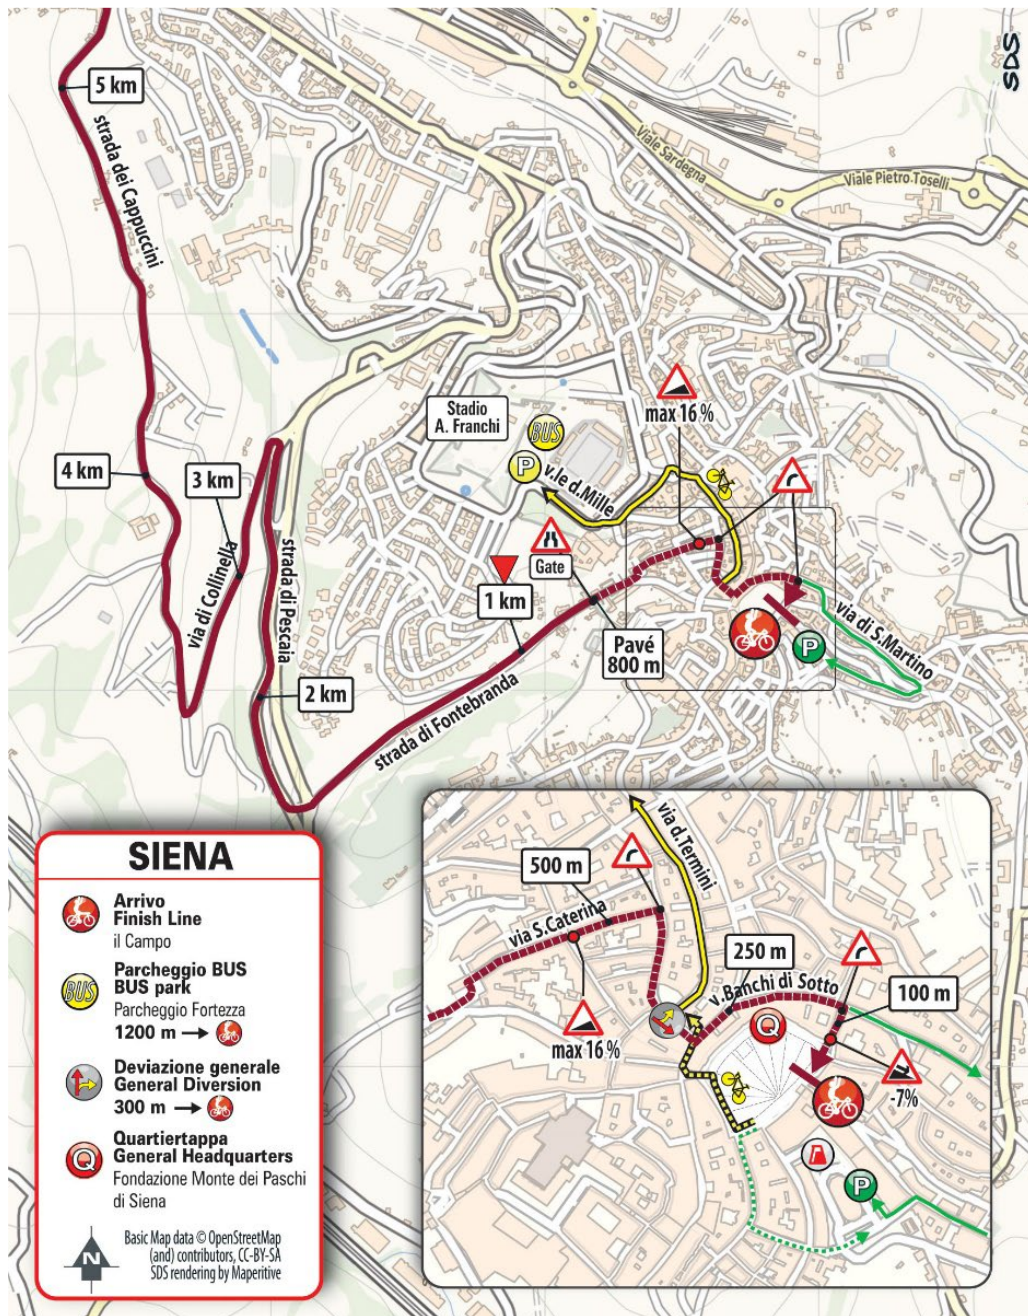 SDS
5 km
strada dei Cappuccini
Viale Sardegna
Viale Pietro Toselli
max 16 %
Stadio
A. Franchi
BUS
P
v.le d.Mille
4 km
3 km
via di Collinella
strada di Pescaia
Gate
1 km
Pavé
800 m
P
via di S.Martino
2 km
strada di Fontebranda
via d.Termini
500 m
via S.Caterina
250 m
v.Banchi di Sotto
100 m
Q
max 16 %
-7%
P
SIENA
Arrivo
Finish Line
il Campo
BUS
Parcheggio BUS
BUS park
Parcheggio Fortezza
1200 m
Deviazione generale
General Diversion
300 m
Q
Quartiertappa
General Headquarters
Fondazione Monte dei Paschi
di Siena
N
Basic Map data © OpenStreetMap
(and) contributors, CC-BY-SA
SDS rendering by Maperitive